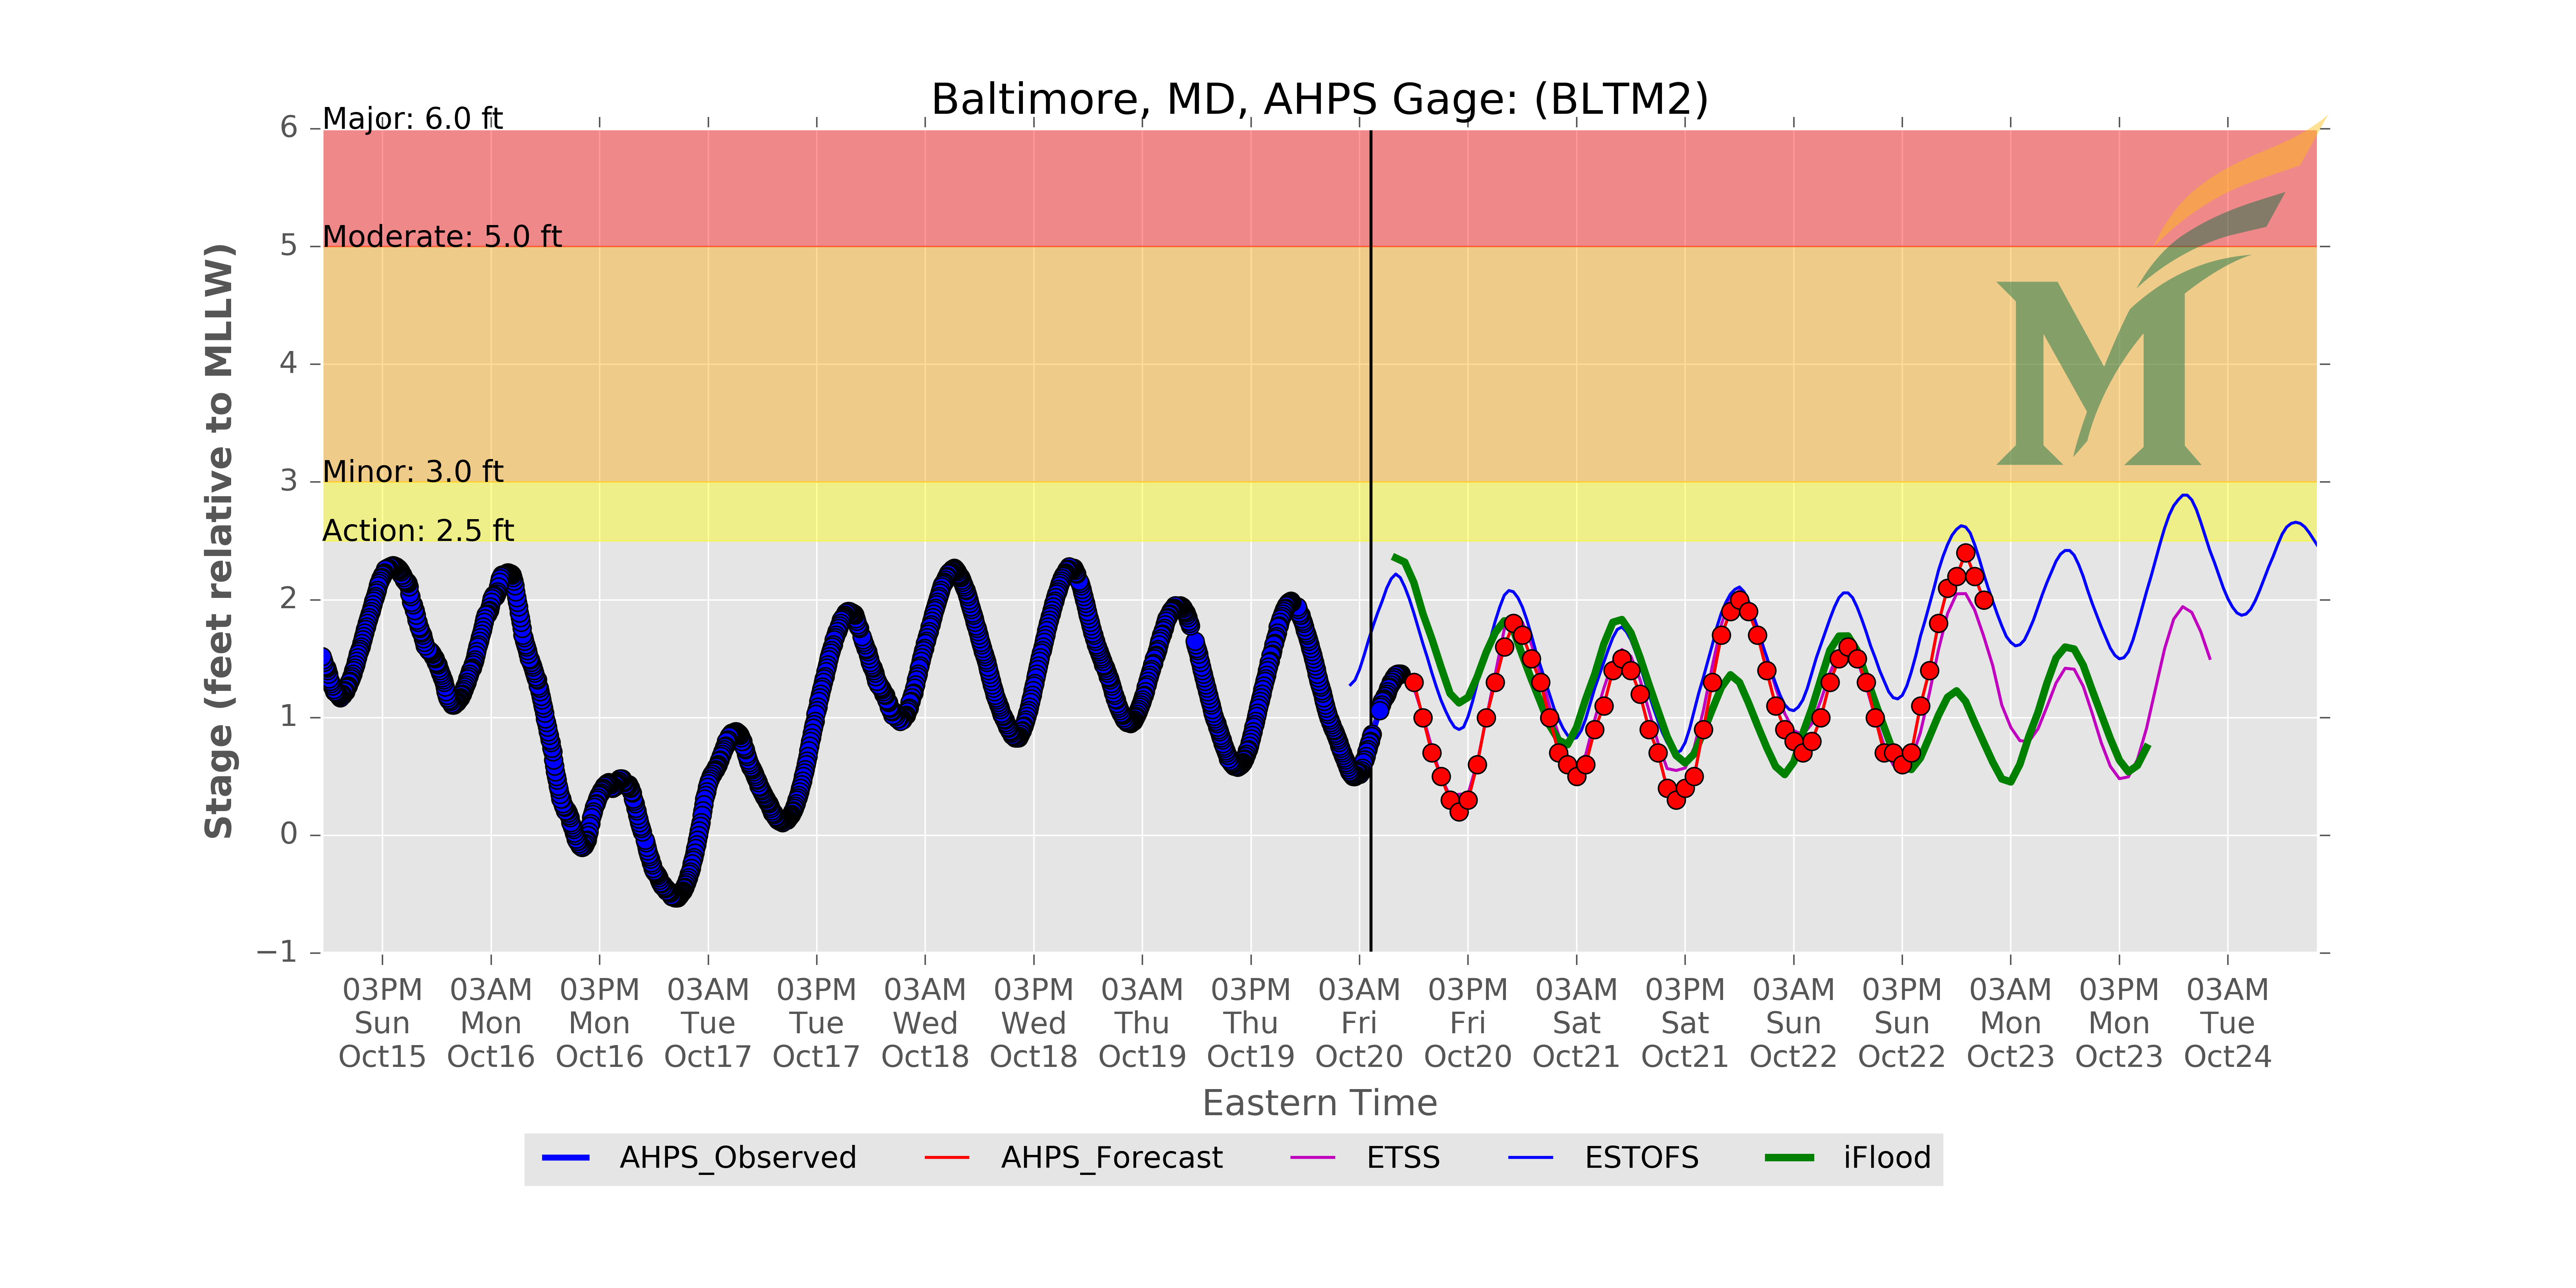 Baltimore, MD, AHPS Gage: (BLTM2)
Major: 6.0 ft
Moderate: 5.0 ft
Minor: 3.0 ft
Action: 2.5 ft
6
5
4
3
2
1
0
−1
Stage (feet relative to MLLW)
03PM 03AM 03PM 03AM 03PM 03AM 03PM 03AM 03PM 03AM 03PM 03AM 03PM 03AM 03PM 03AM 03PM 03AM
Sun Mon Mon Tue Tue Wed Wed Thu Thu Fri Fri Sat Sat Sun Sun Mon Mon Tue
Oct15 Oct16 Oct16 Oct17 Oct17 Oct18 Oct18 Oct19 Oct19 Oct20 Oct20 Oct21 Oct21 Oct22 Oct22 Oct23 Oct23 Oct24
Eastern Time
AHPS_Observed AHPS_Forecast ETSS ESTOFS iFlood